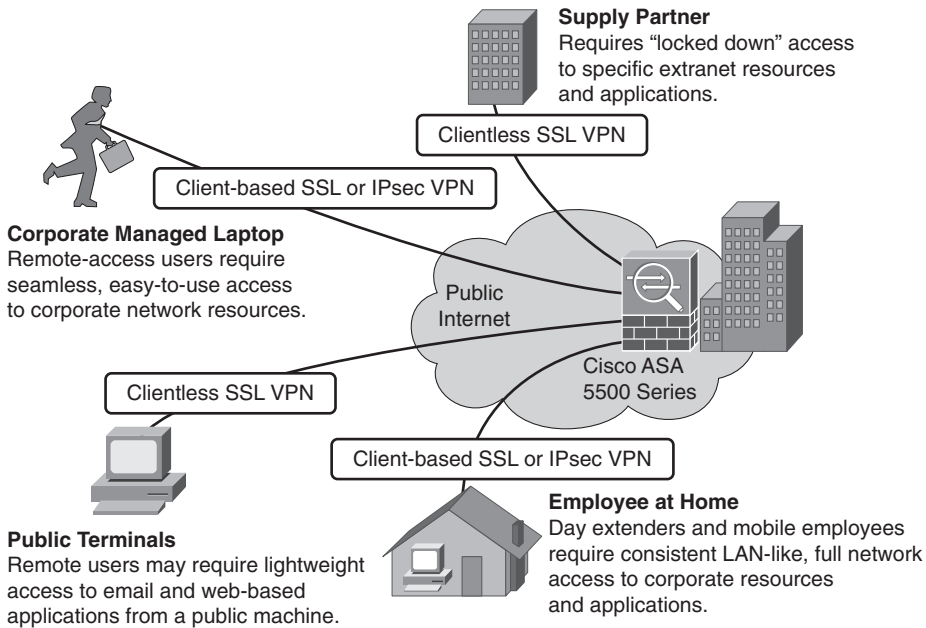 Supply Partner
Requires “locked down” access
to specific extranet resources
and applications.
Clientless SSL VPN
Client-based SSL or IPsec VPN
Corporate Managed Laptop
Remote-access users require
seamless, easy-to-use access
to corporate network resources.
Public
Internet
Cisco ASA
5500 Series
Clientless SSL VPN
Client-based SSL or IPsec VPN
Public Terminals
Remote users may require lightweight
access to email and web-based
applications from a public machine.
Employee at Home
Day extenders and mobile employees
require consistent LAN-like, full network
access to corporate resources
and applications.